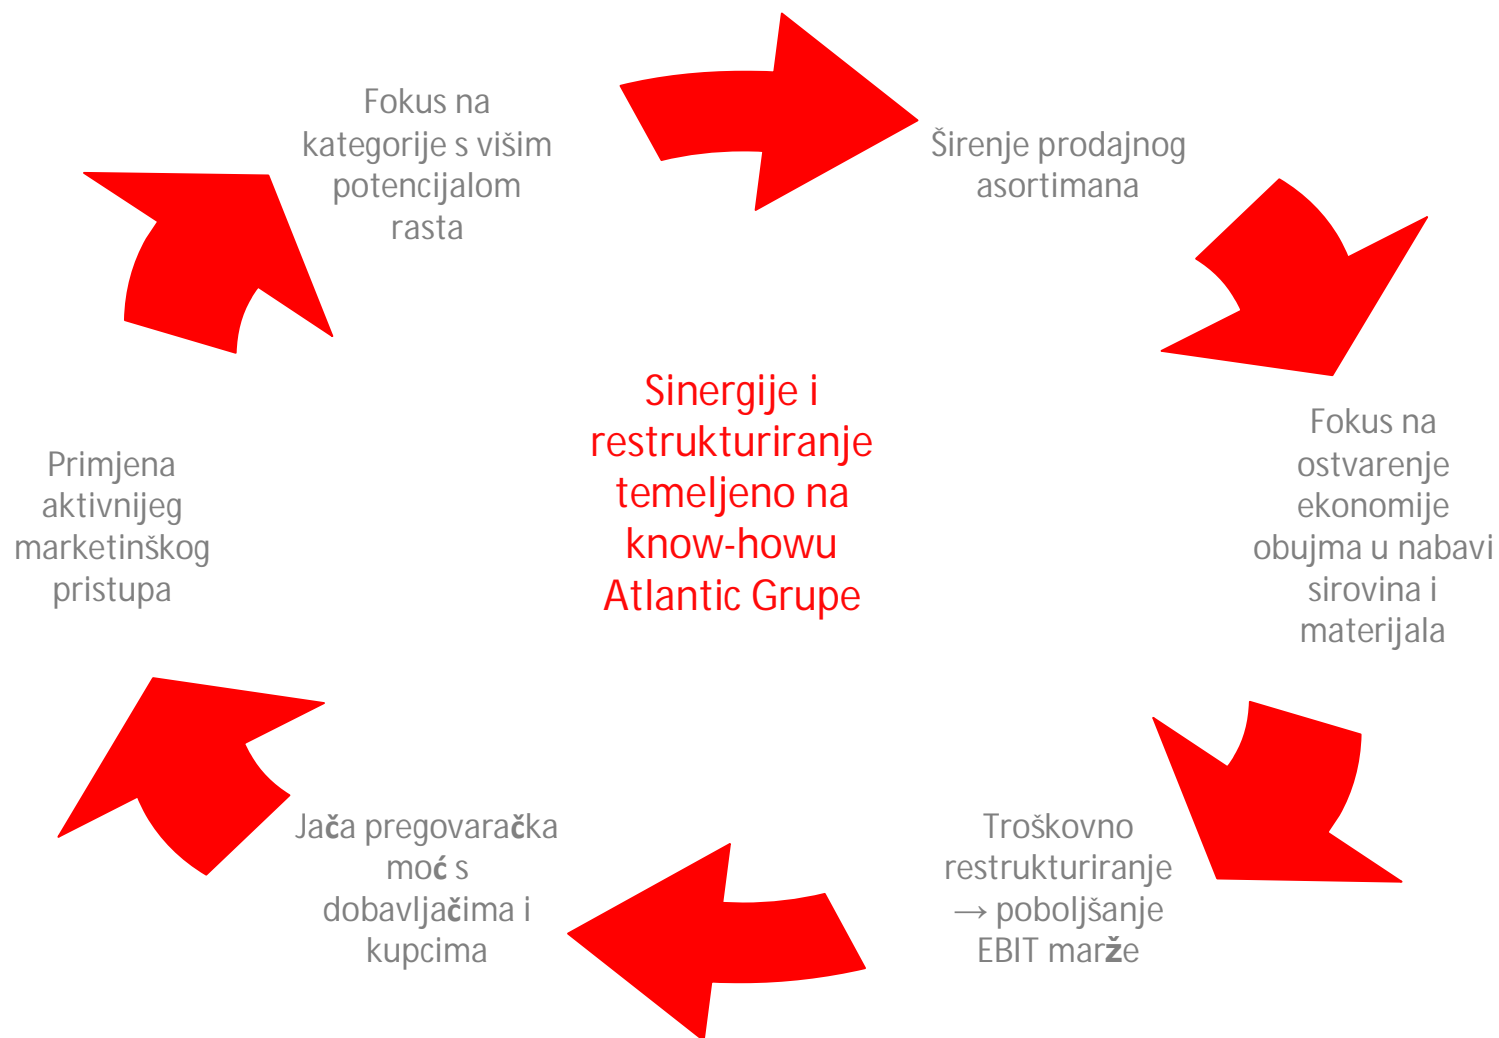 Fokus na
kategorije s višim
potencijalom
rasta
Širenje prodajnog
asortimana
Fokus na
ostvarenje
ekonomije
obujma u nabavi
sirovina i
materijala
Troškovno
restrukturiranje
→ poboljšanje
EBIT marže
Jača pregovaračka
moć s
dobavljačima i
kupcima
Primjena
aktivnijeg
marketinškog
pristupa
Sinergije i
restrukturiranje
temeljeno na
know-howu
Atlantic Grupe